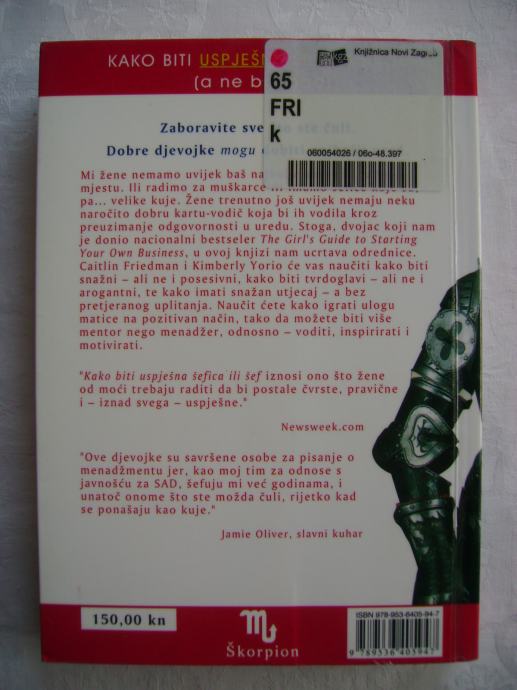 KAKO BITI USPJEŠN
(a ne b
Knjižnica Novi Zagreb
65
FRI
k
060054026 / 06o-48.397
Zaboravite sve što ste čuli.
Dobre djevojke mogu dobiti
Mi žene nemamo uvijek baš
mjestu. Ili radimo za muškarce ili
pa... velike kuje. Žene trenutno još uvijek nemaju neku
naročito dobru kartu-vodič koja bi ih vodila kroz
preuzimanje odgovornosti u uredu. Stoga, dvojac koji nam
je donio nacionalni bestseler The Girl's Guide to Starting
Your Own Business, u ovoj knjizi nam ucrtava odrednice.
Caitlin Friedman i Kimberly Yorio će vas naučiti kako biti
snažni – ali ne i posesivni, kako biti tvrdoglavi – ali ne i
arogantni, te kako imati snažan utjecaj – a bez
pretjeranog uplitanja. Naučit ćete kako igrati ulogu
matice na pozitivan način, tako da možete biti više
mentor nego menadžer, odnosno – voditi, inspirirati i
motivirati.
"Kako biti uspješna šefica ili šef iznosi ono što žene
od moći trebaju raditi da bi postale čvrste, pravične
i – iznad svega – uspješne."
Newsweek.com
"Ove djevojke su savršene osobe za pisanje o
menadžmentu jer, kao moj tim za odnose s
javnošću za SAD, šefuju mi već godinama, i
unatoč onome što ste možda čuli, rijetko kad
se ponašaju kao kuje."
Jamie Oliver, slavni kuhar
150,00 kn
Škorpion
ISBN 978-953-6405-94-7
9 789536 405947